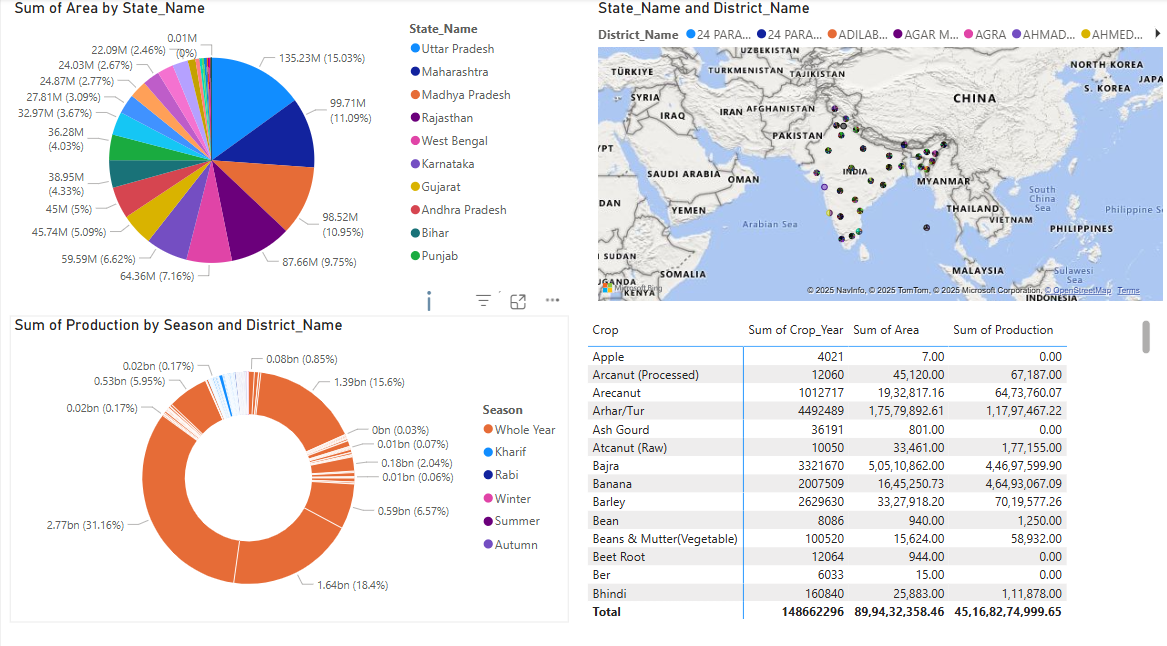 Sum of Area by State_Name
0.01M
(0%)
22.09M (2.46%)
24.03M (2.67%)
24.87M (2.77%)
27.81M (3.09%)
32.97M (3.67%)
36.28M
(4.03%)
38.95M
(4.33%)
45M (5%)
45.74M (5.09%)
59.59M (6.62%)
64.36M (7.16%)
87.66M (9.75%)
98.52M
(10.95%)
99.71M
(11.09%)
135.23M (15.03%)
State_Name
Uttar Pradesh
Maharashtra
Madhya Pradesh
Rajasthan
West Bengal
Karnataka
Gujarat
Andhra Pradesh
Bihar
Punjab
State_Name and District_Name
District_Name 24 PARA... 24 PARA... ADILAB... AGAR M... AGRA AHMAD... AHMED...
UZBEKISTAN
NORTH KOREA
TÜRKIYE
TURKMENISTAN
TAJIKISTAN
JAPA
S. KOREA
SYRIA
CHINA
IRAQ
IRAN
AFGHANISTAN
PAKISTAN
YPT
SAUDI ARABIA
OMAN
INDIA
MYANMAR
DAN
YEMEN
South
China
Sea
THAILAND
VIETNAM
Philippine S
Arabian Sea
PHILIPPINES
SUDAN
SOMALIA
MALAYSIA
Sulawesi
Sea
UGANDA
KENYA
Microsoft Bing
© 2025 NavInfo, © 2025 TomTom, © 2025 Microsoft Corporation, © OpenStreetMap Terms
INDONESIA
Sum of Production by Season and District_Name
0.02bn (0.17%)
0.53bn (5.95%)
0.02bn (0.17%)
2.77bn (31.16%)
0.08bn (0.85%)
1.39bn (15.6%)
0bn (0.03%)
0.01bn (0.07%)
0.18bn (2.04%)
0.01bn (0.06%)
0.59bn (6.57%)
1.64bn (18.4%)
Season
Whole Year
Kharif
Rabi
Winter
Summer
Autumn
Crop Sum of Crop_Year Sum of Area Sum of Production
Apple 4021 7.00 0.00
Arcanut (Processed) 12060 45,120.00 67,187.00
Arecanut 1012717 19,32,817.16 64,73,760.07
Arhar/Tur 4492489 1,75,79,892.61 1,17,97,467.22
Ash Gourd 36191 801.00 0.00
Atcanut (Raw) 10050 33,461.00 1,77,155.00
Bajra 3321670 5,05,10,862.00 4,46,97,599.90
Banana 2007509 16,45,250.73 4,64,93,067.09
Barley 2629630 33,27,918.20 70,19,577.26
Bean 8086 940.00 1,250.00
Beans & Mutter(Vegetable) 100520 15,624.00 58,932.00
Beet Root 12064 944.00 0.00
Ber 6033 15.00 0.00
Bhindi 160840 25,883.00 1,11,878.00
Total 148662296 89,94,32,358.46 45,16,82,74,999.65